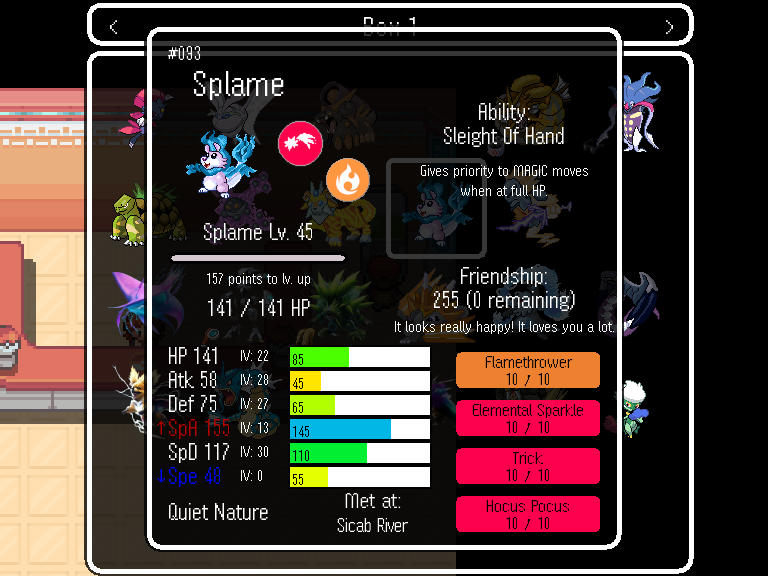 < Box 1 >
#093
Splame
Ability:
Sleight Of Hand
Gives priority to MAGIC moves
when at full HP.
Splame Lv. 45
157 points to lv. up
141 / 141 HP
Friendship:
255 (0 remaining)
It looks really happy! It loves you a lot.
HP 141 IV: 22 85
Atk 58 IV: 28 45
Def 75 IV: 27 65
↑SpA 155 IV: 13 145
SpD 117 IV: 30 110
↓Spe 40 IV: 0 55
Flamethrower
10 / 10
Elemental Sparkle
10 / 10
Trick
10 / 10
Hocus Pocus
10 / 10
Quiet Nature
Met at:
Sicab River